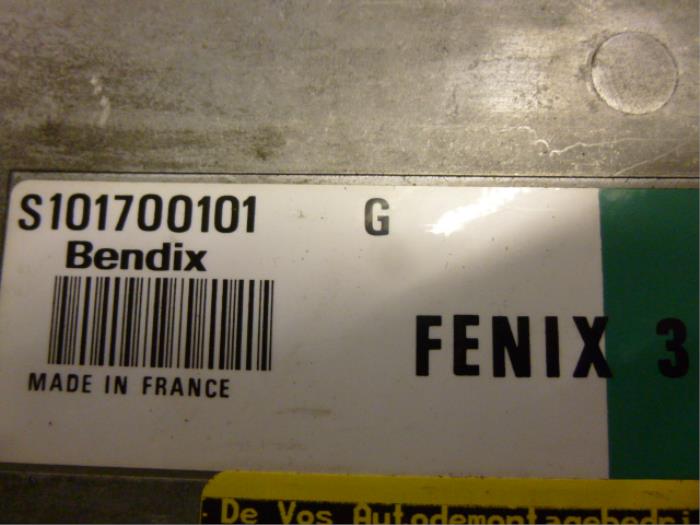 S101700101 G
Bendix
FENIX 3
MADE IN FRANCE
De Vos Autodemontagebedri